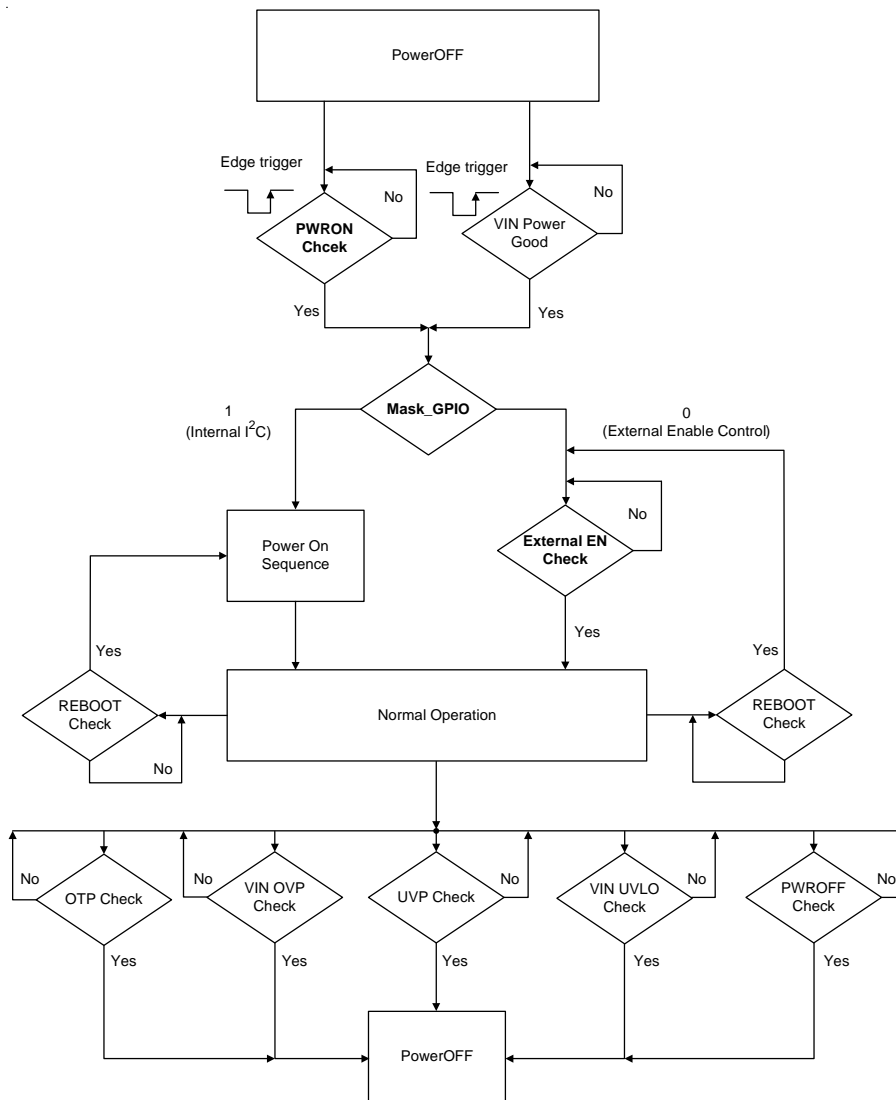 PowerOFF
Edge trigger
Edge trigger
No
No
PWRON
Chcek
VIN Power
Good
Yes
Yes
Mask_GPIO
1
(Internal I²C)
0
(External Enable Control)
No
Power On
Sequence
External EN
Check
Yes
Yes
Yes
REBOOT
Check
Normal Operation
REBOOT
Check
No
No
OTP Check
No
VIN OVP
Check
UVP Check
No
VIN UVLO
Check
No
PWROFF
Check
No
Yes
Yes
Yes
Yes
Yes
PowerOFF